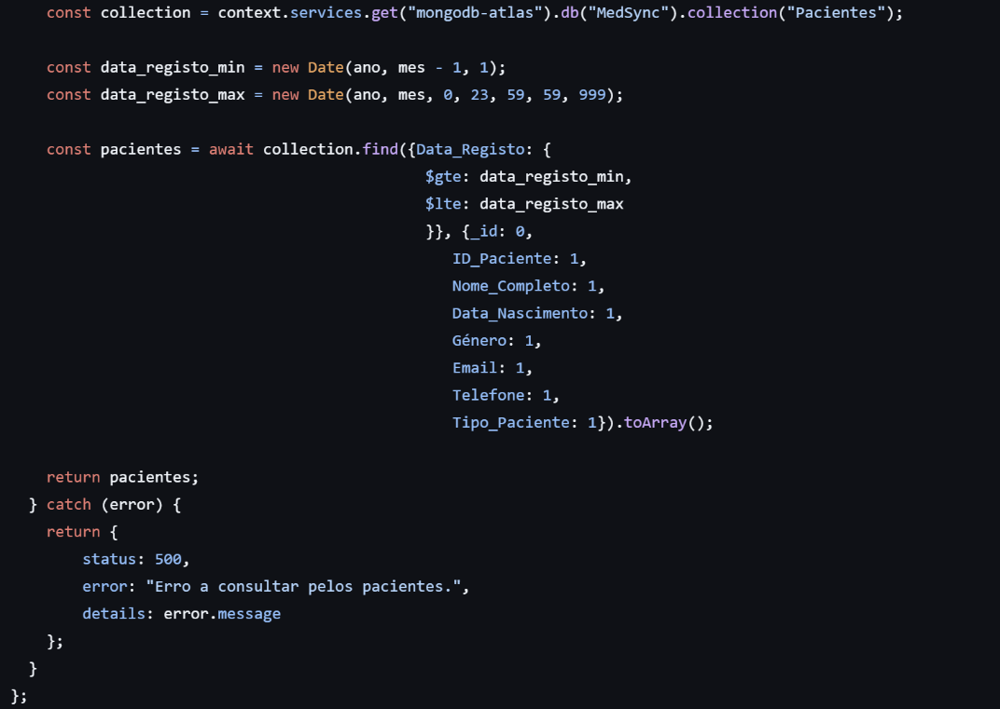 const collection = context.services.get("mongodb-atlas").db("MedSync").collection("Pacientes");
const data_registo_min = new Date(ano, mes - 1, 1);
const data_registo_max = new Date(ano, mes, 0, 23, 59, 59, 999);
const pacientes = await collection.find({Data_Registo: {
$gte: data_registo_min,
$lte: data_registo_max
}}, {_id: 0,
ID_Paciente: 1,
Nome_Completo: 1,
Data_Nascimento: 1,
Género: 1,
Email: 1,
Telefone: 1,
Tipo_Paciente: 1}).toArray();
return pacientes;
} catch (error) {
return {
status: 500,
error: "Erro a consultar pelos pacientes.",
details: error.message
};
}
};